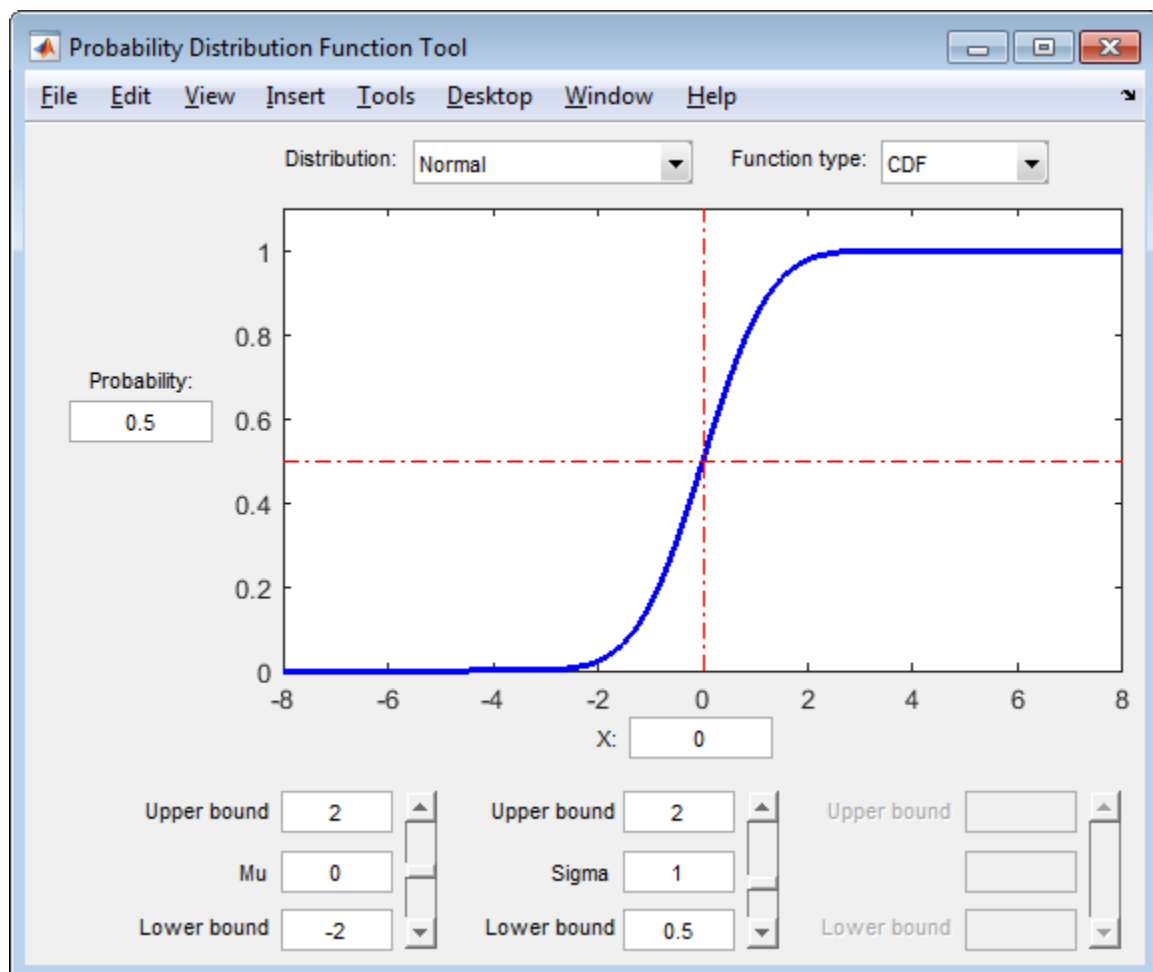 Probability Distribution Function Tool
File Edit View Insert Tools Desktop Window Help
Distribution: Normal Function type: CDF
1
0.8
Probability:
0.5
0.6
0.4
0.2
0
-8 -6 -4 -2 0 2 4 6 8
X: 0
Upper bound 2 Upper bound 2 Upper bound
Mu 0 Sigma 1
Lower bound -2 Lower bound 0.5 Lower bound